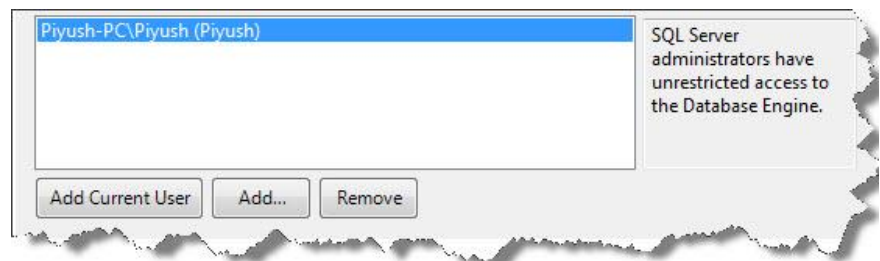 Piyush-PC\Piyush (Piyush)
SQL Server
administrators have
unrestricted access to
the Database Engine.
Add Current User
Add...
Remove